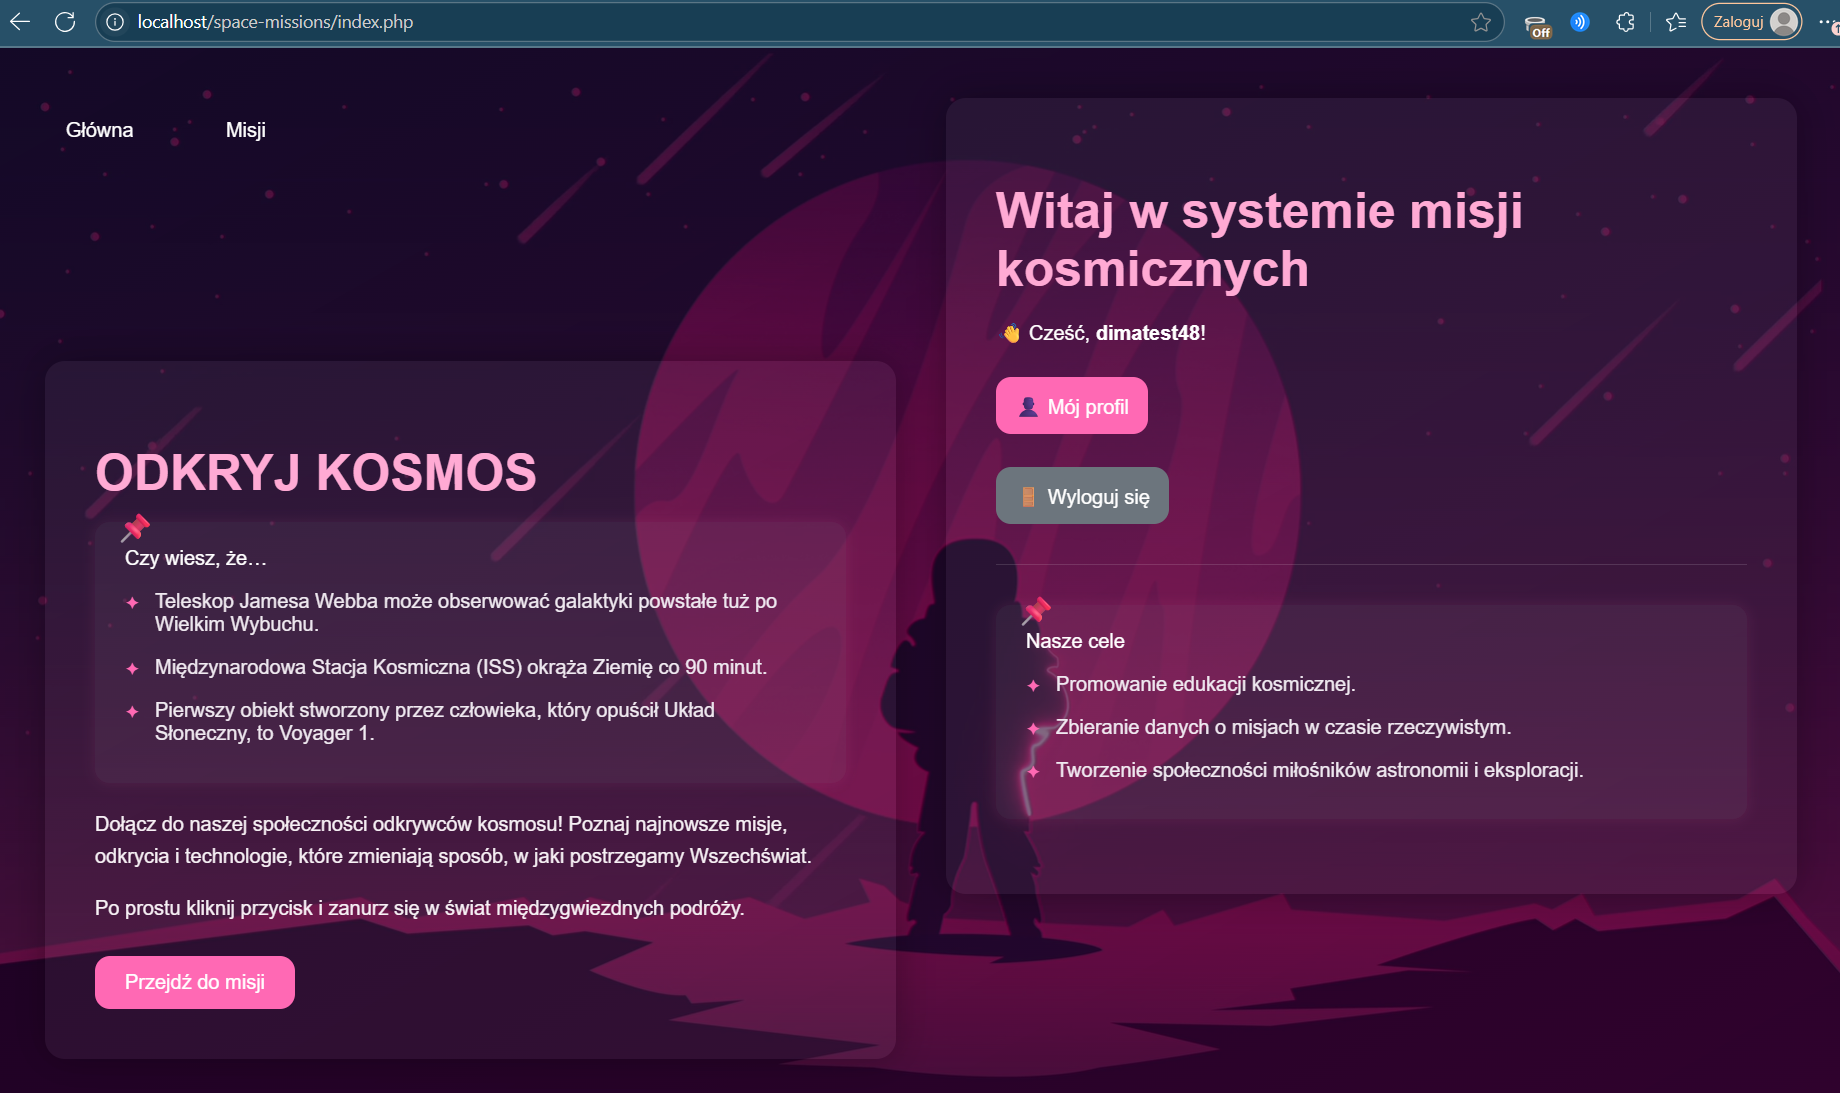 localhost/space-missions/index.php
Off
Zaloguj
Główna
Misji
ODKRYJ KOSMOS
Czy wiesz, że…
Teleskop Jamesa Webba może obserwować galaktyki powstałe tuż po
Wielkim Wybuchu.
Międzynarodowa Stacja Kosmiczna (ISS) okrąża Ziemię co 90 minut.
Pierwszy obiekt stworzony przez człowieka, który opuścił Układ
Słoneczny, to Voyager 1.
Dołącz do naszej społeczności odkrywców kosmosu! Poznaj najnowsze misje,
odkrycia i technologie, które zmieniają sposób, w jaki postrzegamy Wszechświat.
Po prostu kliknij przycisk i zanurz się w świat międzygwiezdnych podróży.
Przejdź do misji
Witaj w systemie misji
kosmicznych
👋 Cześć, dimatest48!
👤 Mój profil
🚪 Wyloguj się
Nasze cele
Promowanie edukacji kosmicznej.
Zbieranie danych o misjach w czasie rzeczywistym.
Tworzenie społeczności miłośników astronomii i eksploracji.